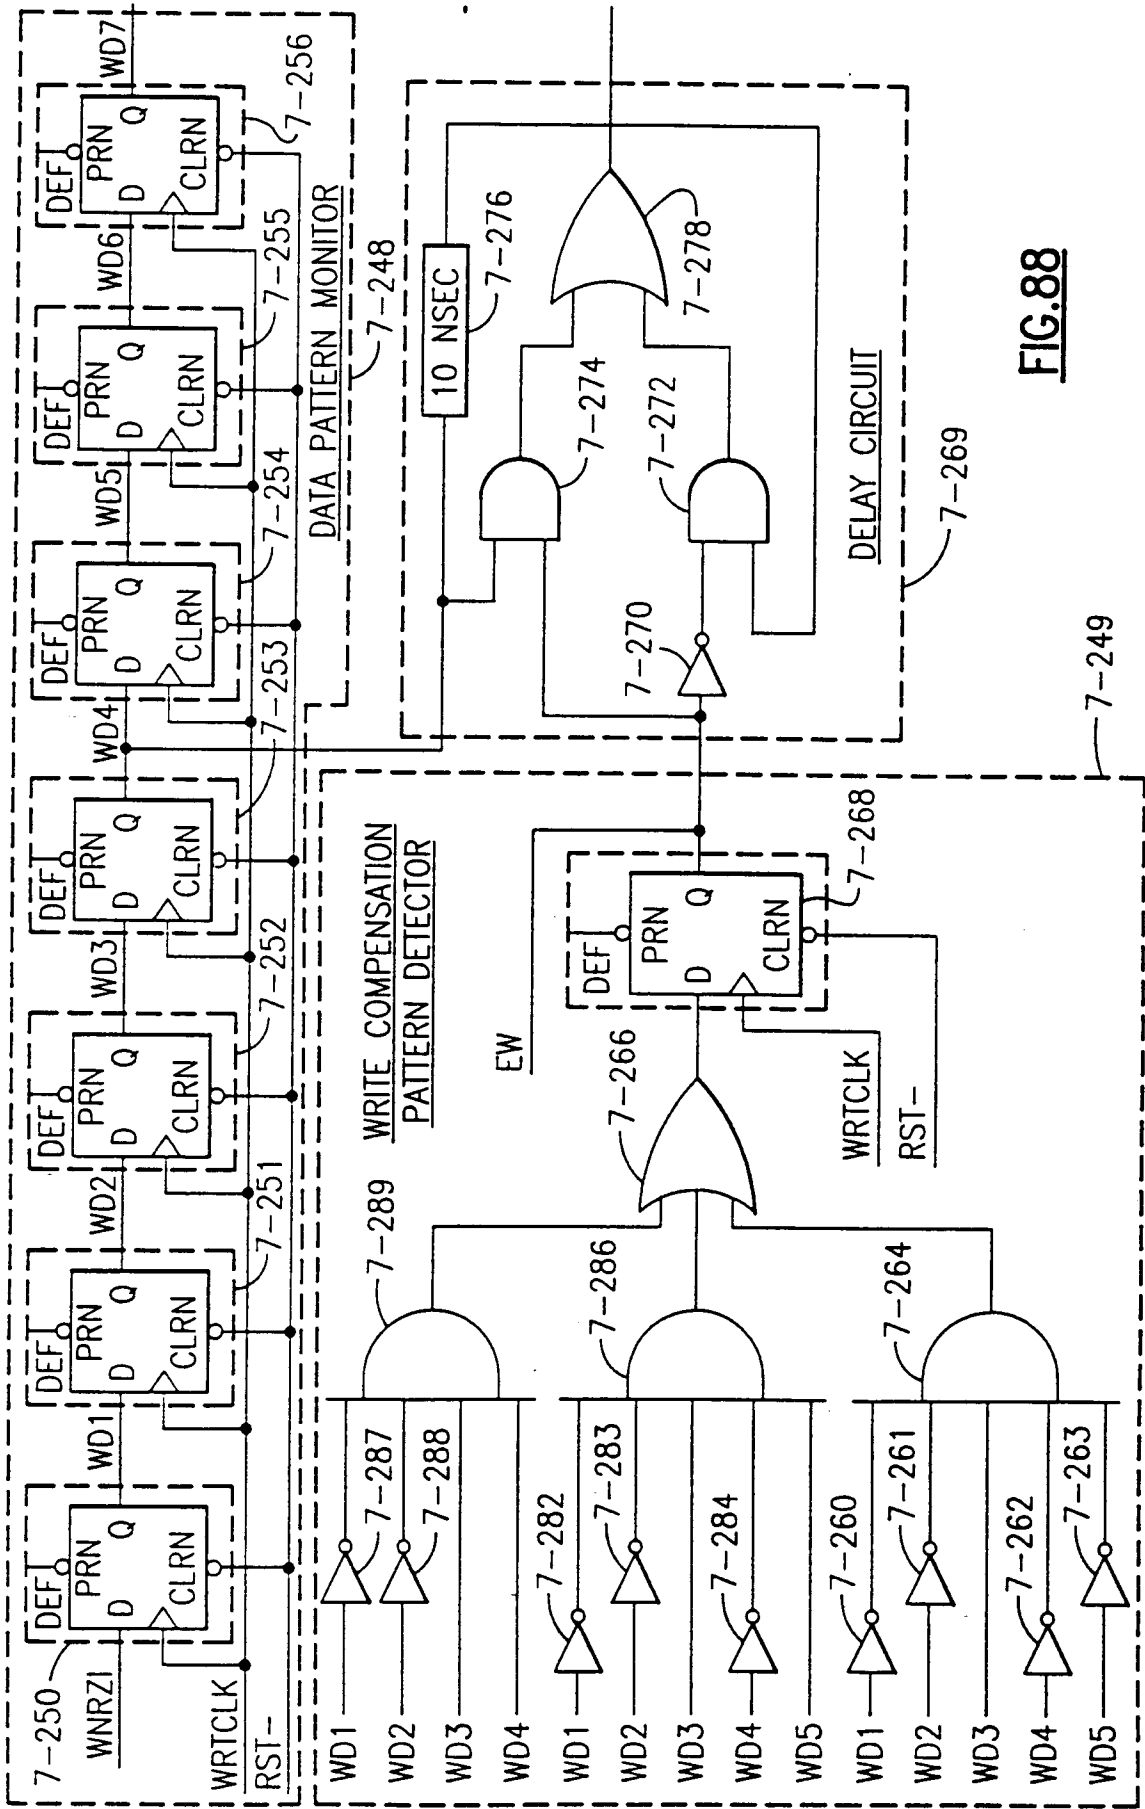 7-250
WNRZI
WRTCLK
RST-
DEF
PRN
D
Q
CLRN
WD1
DEF
PRN
D
Q
CLRN
7-251
WD2
DEF
PRN
D
Q
CLRN
7-252
WD3
DEF
PRN
D
Q
CLRN
7-253
WD4
DEF
PRN
D
Q
CLRN
7-254
WD5
DEF
PRN
D
Q
CLRN
7-255
WD6
DEF
PRN
D
Q
CLRN
7-256
WD7
DATA PATTERN MONITOR
7-248
WRITE COMPENSATION
PATTERN DETECTOR
WD1
7-287
WD2
7-288
WD3
WD4
7-289
WD1
7-282
WD2
7-283
WD3
WD4
7-284
WD5
7-286
WD1
7-260
WD2
7-261
WD3
WD4
7-262
WD5
7-263
7-264
7-266
EW
DEF
PRN
D
Q
CLRN
7-268
WRTCLK
RST-
7-249
10 NSEC
7-276
7-274
7-270
7-272
7-278
DELAY CIRCUIT
7-269
FIG.88